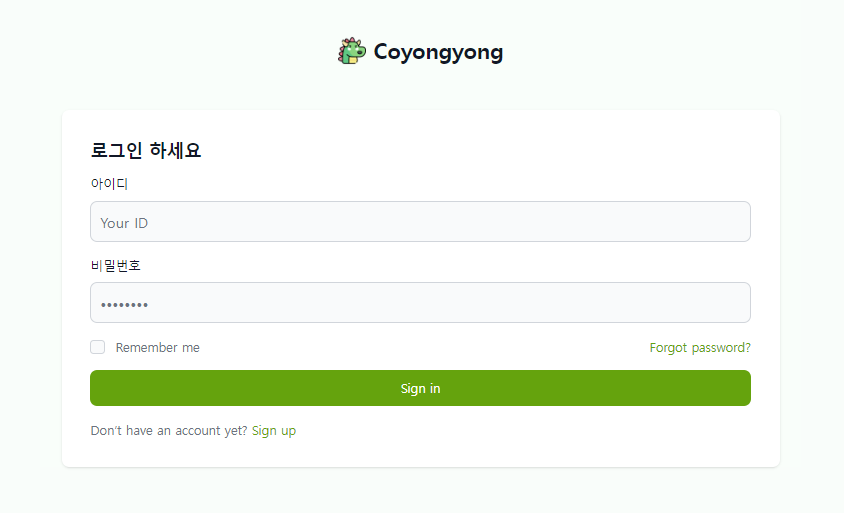 Coyongyong
로그인 하세요
아이디
Your ID
비밀번호
••••••••
Remember me Forgot password?
Sign in
Don't have an account yet? Sign up